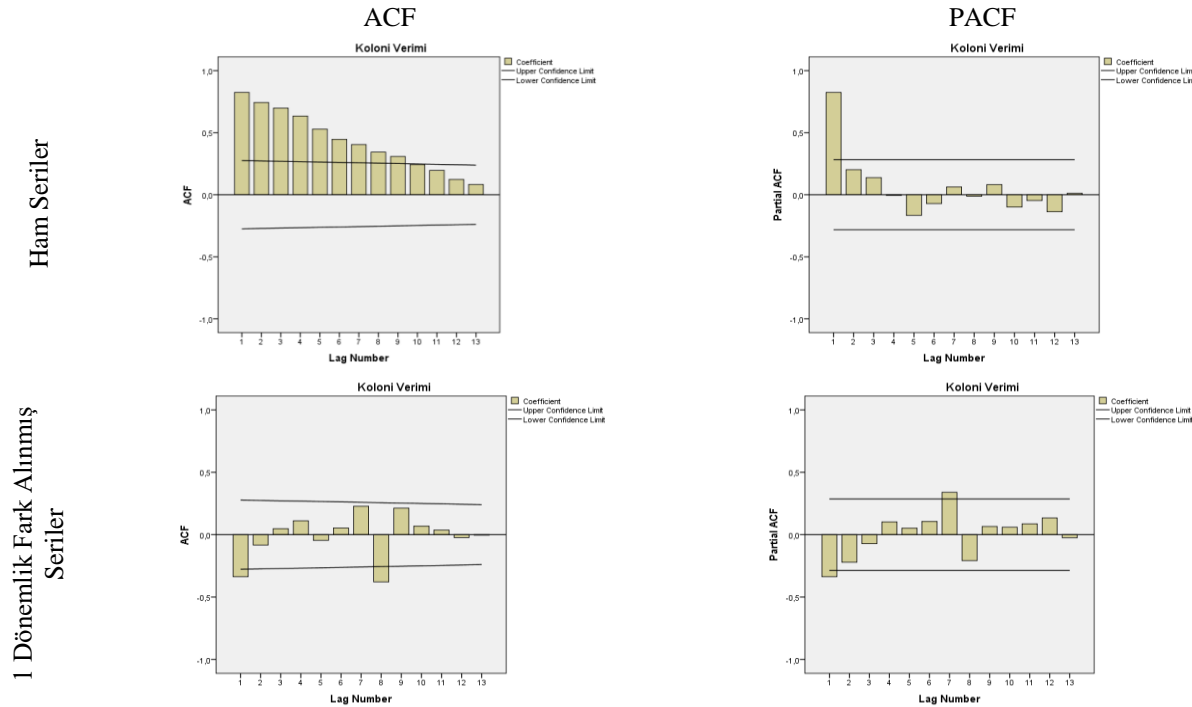 ACF
PACF
Ham Seriler
Koloni Verimi
Coefficient
Upper Confidence Limit
Lower Confidence Limit
1,0
0,5
0,0
-0,5
-1,0
ACF
1 2 3 4 5 6 7 8 9 10 11 12 13
Lag Number
Koloni Verimi
Coefficient
Upper Confidence Limit
Lower Confidence Lim
1,0
0,5
0,0
-0,5
-1,0
Partial ACF
1 2 3 4 5 6 7 8 9 10 11 12 13
Lag Number
1 Dönemlik Fark Alınmış
Seriler
Koloni Verimi
Coefficient
Upper Confidence Limit
Lower Confidence Limit
1,0
0,5
0,0
-0,5
-1,0
ACF
1 2 3 4 5 6 7 8 9 10 11 12 13
Lag Number
Koloni Verimi
Coefficient
Upper Confidence Limit
Lower Confidence Limit
1,0
0,5
0,0
-0,5
-1,0
Partial ACF
1 2 3 4 5 6 7 8 9 10 11 12 13
Lag Number